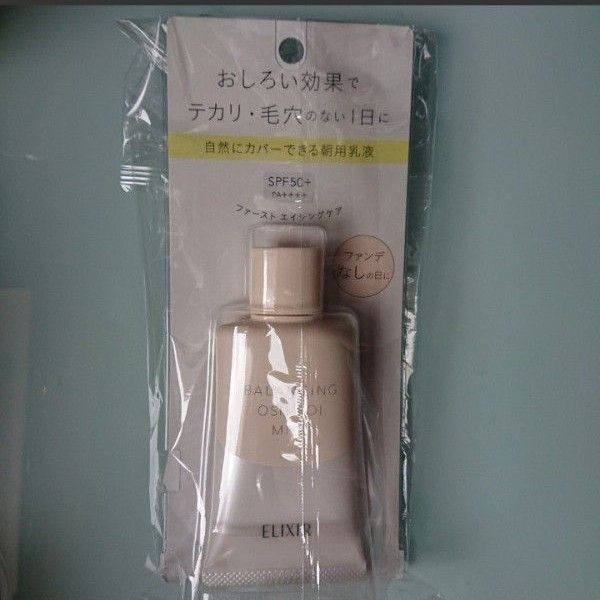 おしろい効果で
テカリ・毛穴のない1日に
自然にカバーできる朝用乳液
SPF50+
PA++++
ファースト エイジングケア
ファンデ
なしの日に
BALANCING
ELIXIR